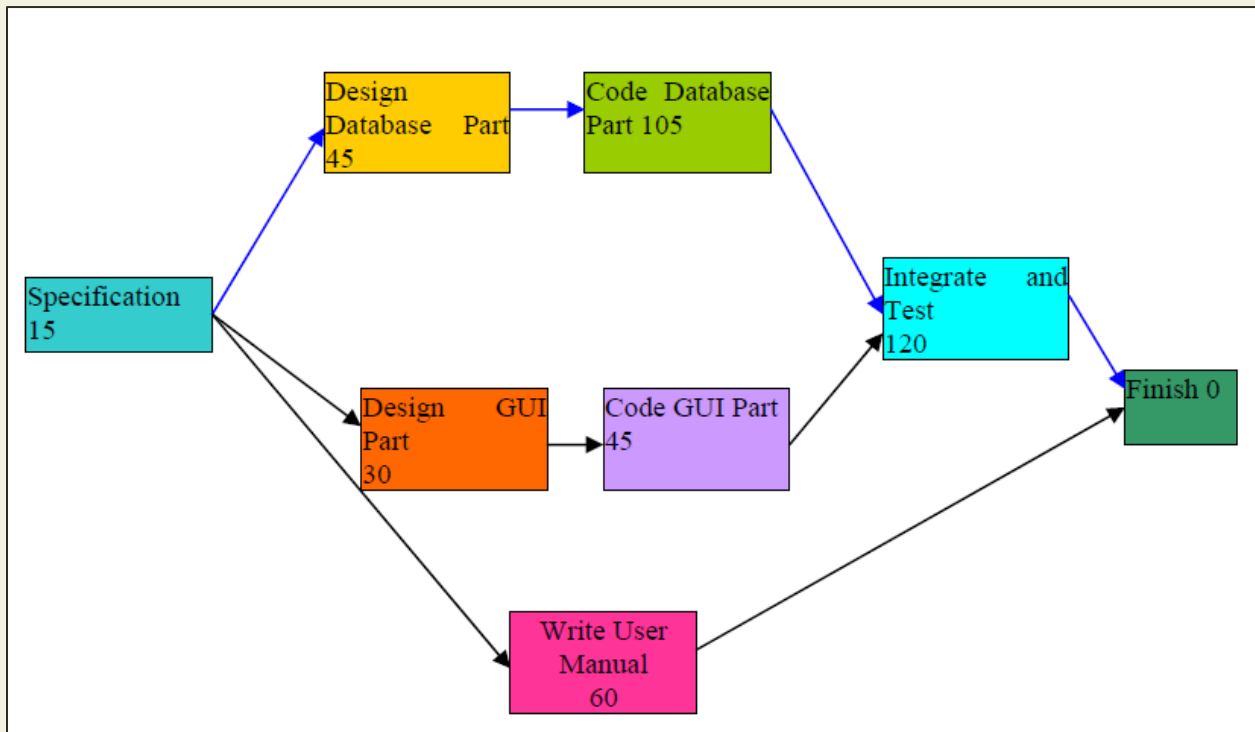 Design
Database Part
45
Code Database
Part 105
Specification
15
Integrate and
Test
120
Design GUI
Part
30
Code GUI Part
45
Finish 0
Write User
Manual
60